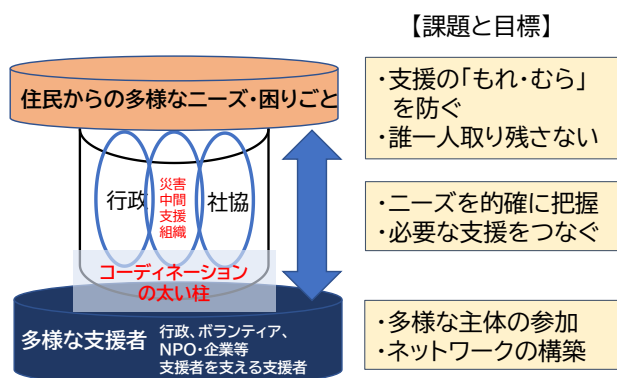 【課題と目標】
住民からの多様なニーズ・困りごと
・支援の「もれ・むら」
を防ぐ
・誰一人取り残さない
行政
災害
中間
支援
組織
社協
・ニーズを的確に把握
・必要な支援をつなぐ
コーディネーション
の太い柱
多様な支援者
行政、ボランティア、
NPO・企業等
支援者を支える支援者
・多様な主体の参加
・ネットワークの構築